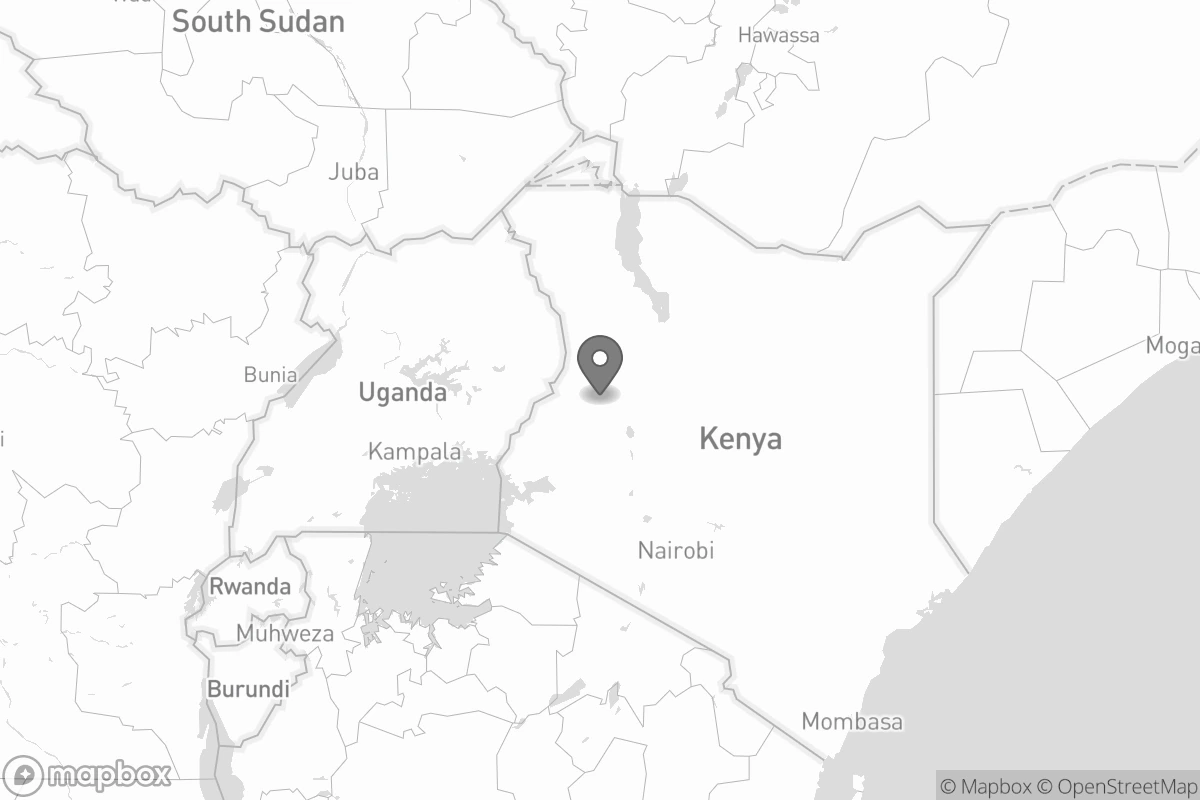 South Sudan
Hawassa
Juba
Moga
Bunia
Uganda
Kenya
Kampala
Nairobi
Rwanda
Muhweza
Burundi
Mombasa
mapbox
© Mapbox © OpenStreetMap